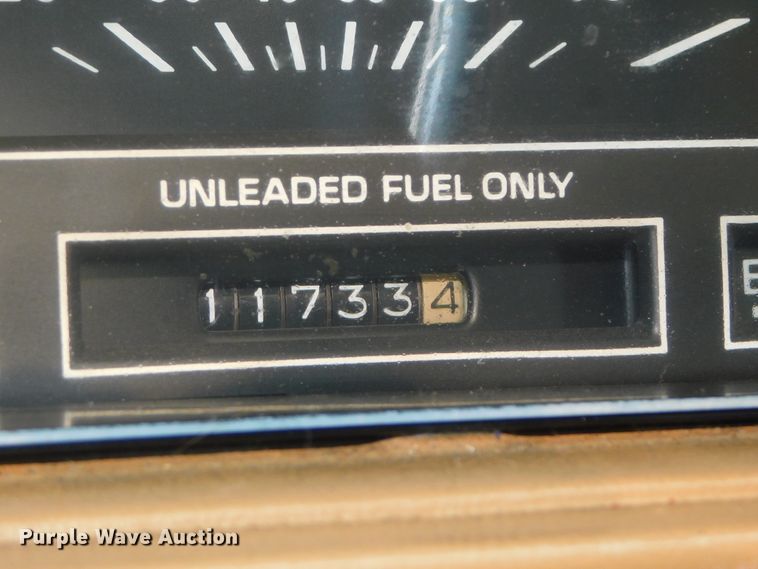 UNLEADED FUEL ONLY
117334
E
Purple Wave Auction